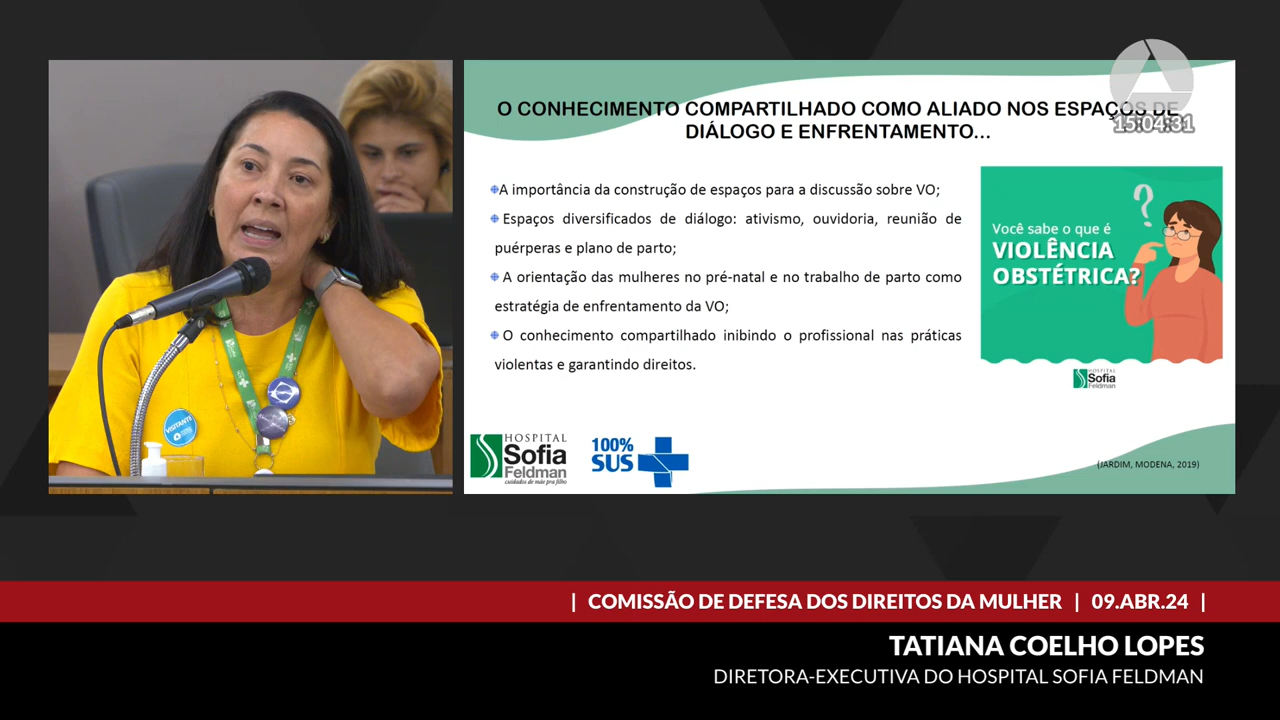 O CONHECIMENTO COMPARTILHADO COMO ALIADO NOS ESPAÇOS DE
DIÁLOGO E ENFRENTAMENTO...
15:04:31
A importância da construção de espaços para a discussão sobre VO;
Espaços diversificados de diálogo: ativismo, ouvidoria, reunião de
puérperas e plano de parto;
A orientação das mulheres no pré-natal e no trabalho de parto como
estratégia de enfrentamento da VO;
O conhecimento compartilhado inibindo o profissional nas práticas
violentas e garantindo direitos.
?
Você sabe o que é
VIOLÊNCIA
OBSTÉTRICA?
HOSPITAL
Sofia
Feldman
HOSPITAL
Sofia
Feldman
cuidados de mãe pra filho
100%
SUS
(JARDIM, MODENA, 2019)
VISITANTE
| COMISSÃO DE DEFESA DOS DIREITOS DA MULHER | 09.ABR.24 |
TATIANA COELHO LOPES
DIRETORA-EXECUTIVA DO HOSPITAL SOFIA FELDMAN